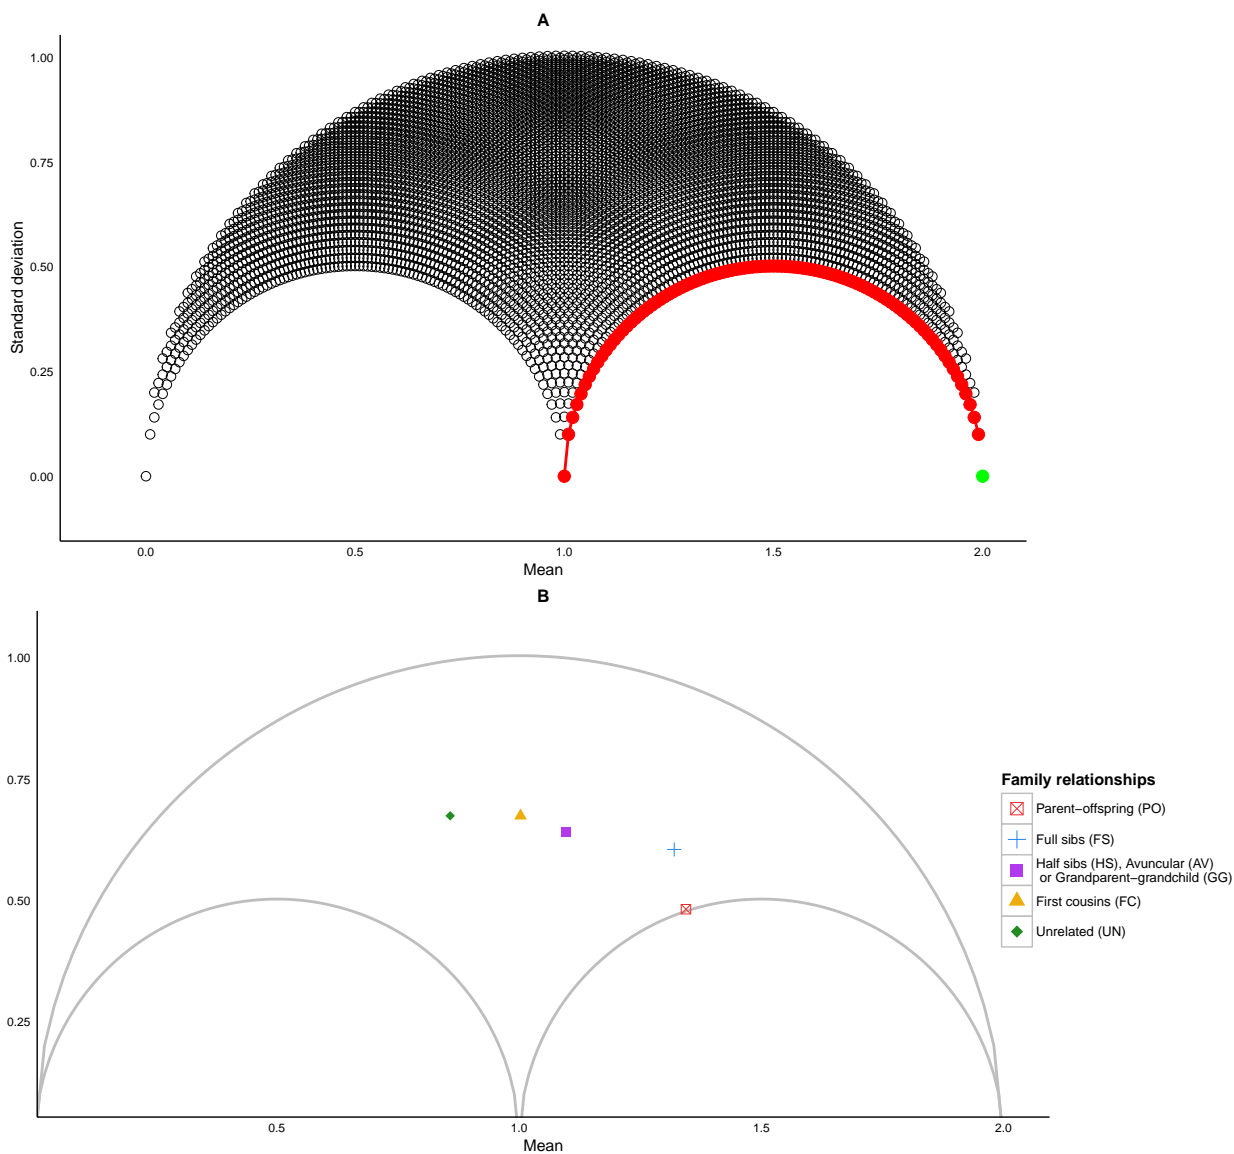 A
1.00
0.75
0.50
0.25
0.00
Standard deviation
0.0 0.5 1.0 1.5 2.0
Mean
B
1.00
0.75
0.50
0.25
0.5 1.0 1.5 2.0
Mean
Family relationships
Parent−offspring (PO)
Full sibs (FS)
Half sibs (HS), Avuncular (AV)
or Grandparent−grandchild (GG)
First cousins (FC)
Unrelated (UN)